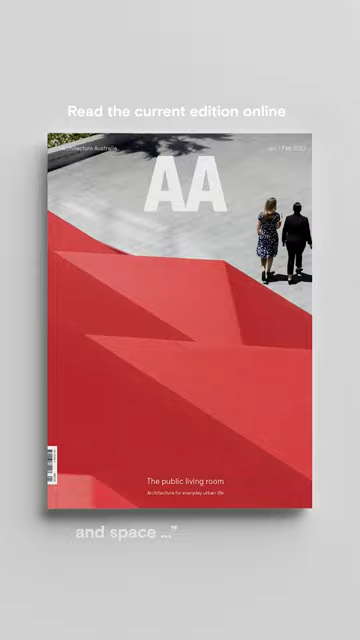 Read the current edition online
Architecture Australia
Jan / Feb 2022
AA
The public living room
Architecture for everyday urban life
and space ..."